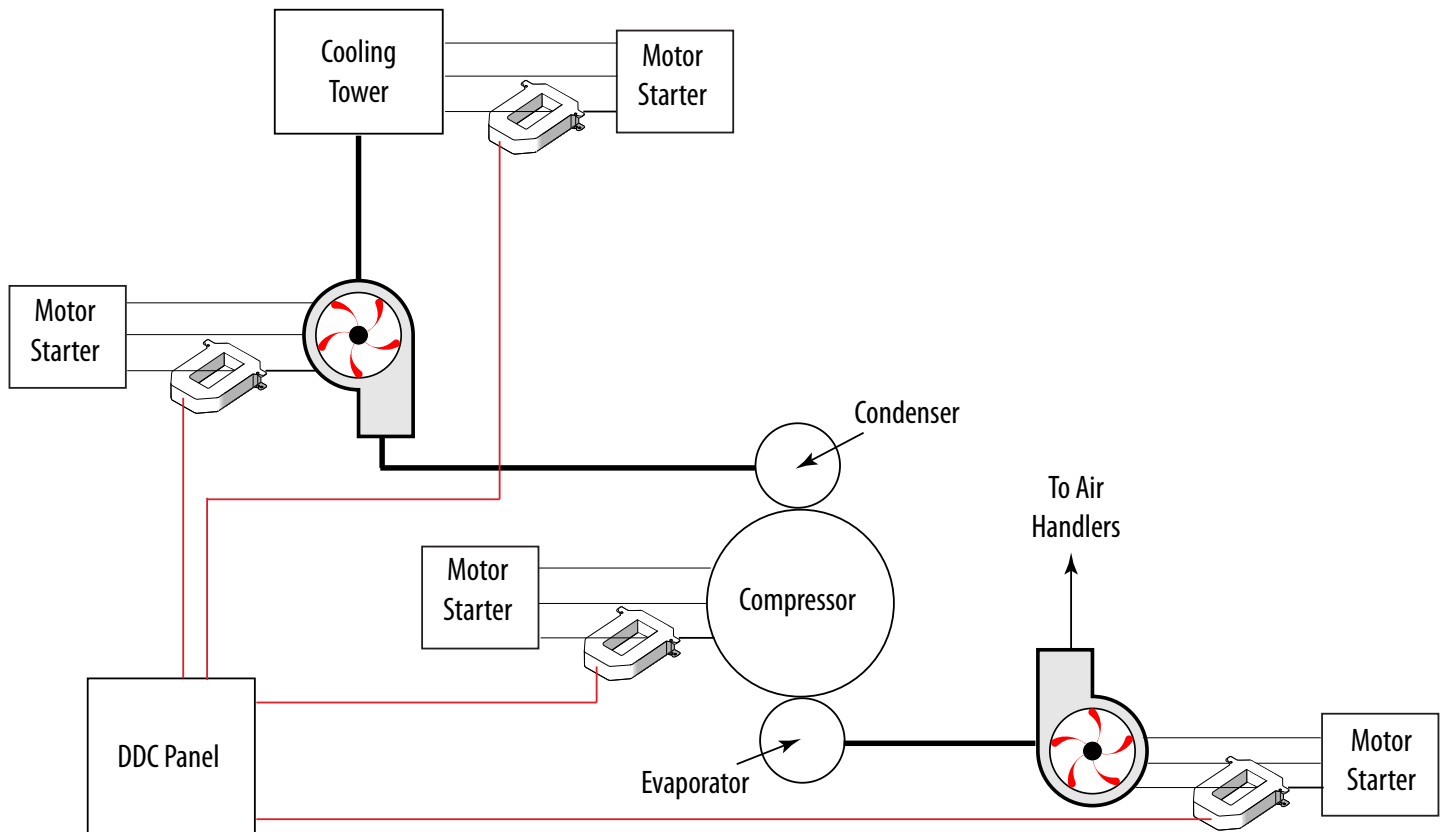 Cooling
Tower
Motor
Starter
Motor
Starter
Condenser
To Air
Handlers
Motor
Starter
Compressor
DDC Panel
Evaporator
Motor
Starter